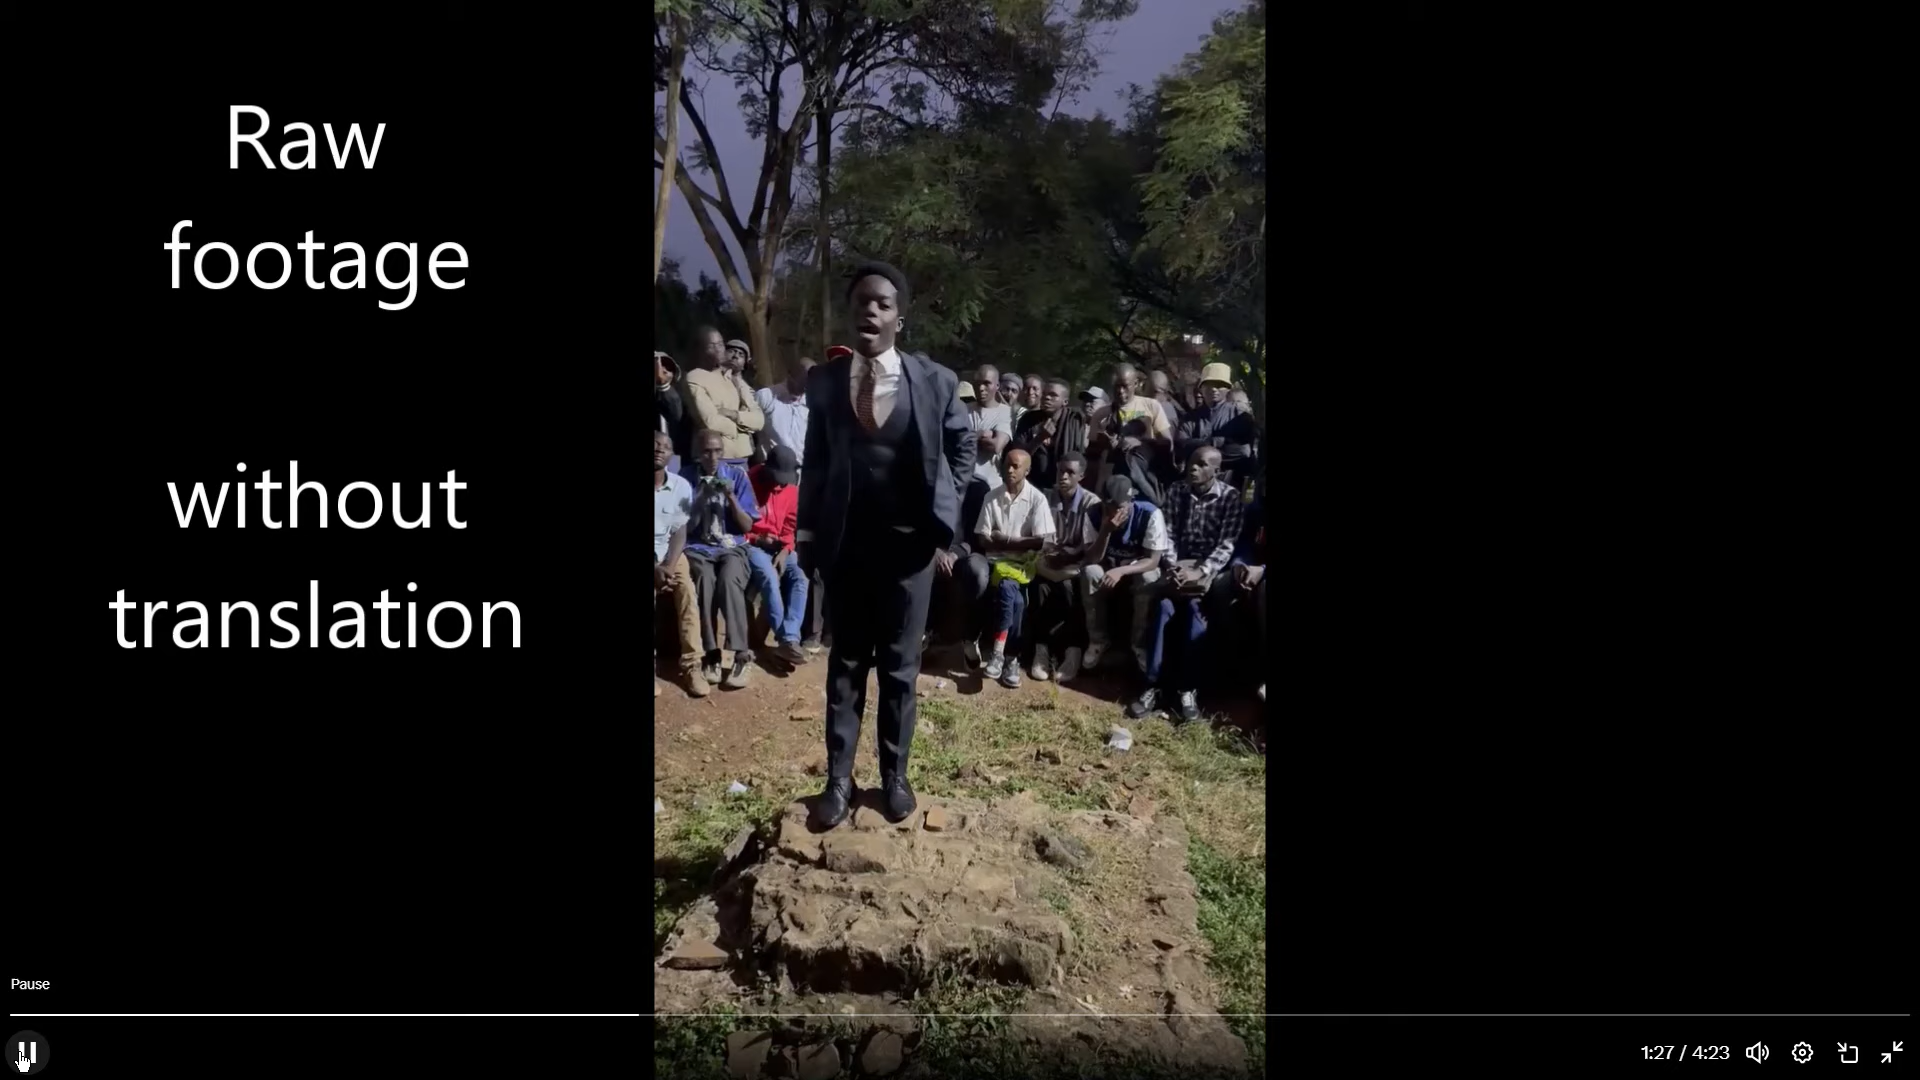 Raw
footage
without
translation
Pause
1:27 / 4:23